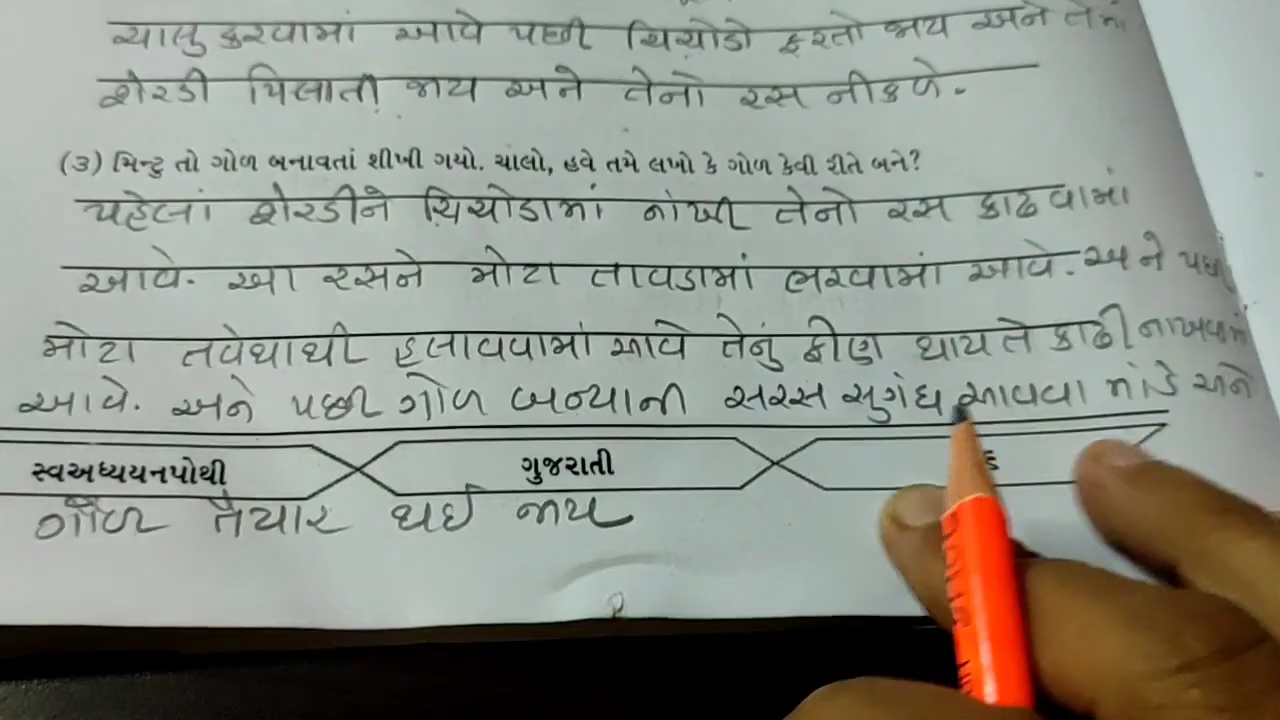 ચાલુ કરવામાં આવે પછી ચિચોડો ફરતો જાય અને તેમાં
શેરડી પિલાતી જાય અને તેનો રસ નીકળે.
(૩) મિન્ટુ તો ગોળ બનાવતાં શીખી ગયો. ચાલો, હવે તમે લખો કે ગોળ કેવી રીતે બને?
પહેલાં શેરડીને ચિચોડામાં નાંખી તેનો રસ કાઢવામાં
આવે. આ રસને મોટા તાવડામાં ભરવામાં આવે. અને પછી
મોટા તવેથાથી હલાવવામાં આવે તેનું ફીણ થાય તે કાઢી નાખવામાં
આવે. અને પછી ગોળ બન્યાની સરસ સુગંધ આવવા માંડે અને
સ્વઅધ્યયનપોથી ગુજરાતી
ગોળ તૈયાર થઈ જાય